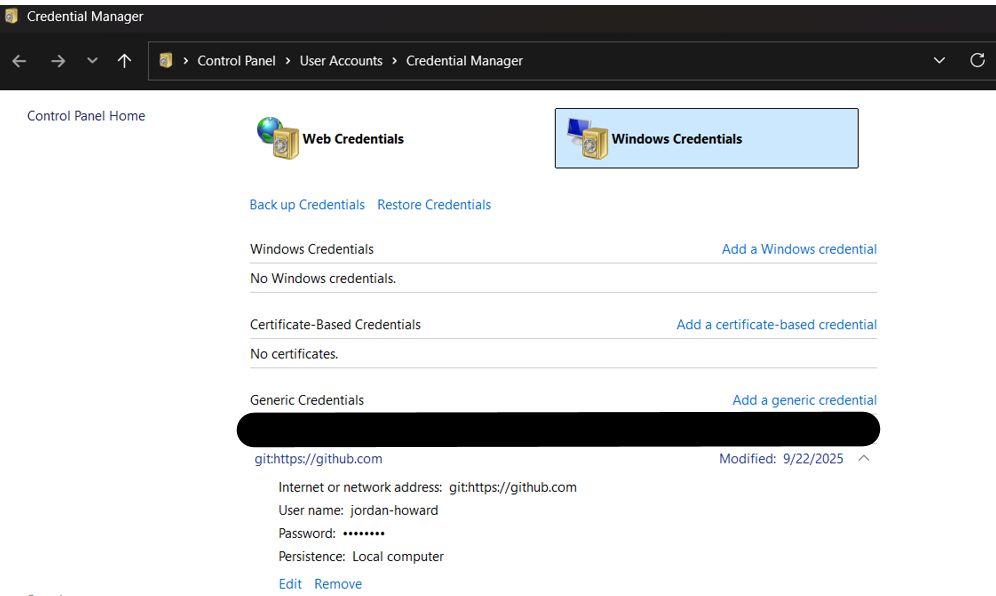 Credential Manager
Control Panel › User Accounts › Credential Manager
Control Panel Home
Web Credentials
Windows Credentials
Back up Credentials Restore Credentials
Windows Credentials Add a Windows credential
No Windows credentials.
Certificate-Based Credentials Add a certificate-based credential
No certificates.
Generic Credentials Add a generic credential
git:https://github.com Modified: 9/22/2025
Internet or network address: git:https://github.com
User name: jordan-howard
Password: ••••••••
Persistence: Local computer
Edit Remove